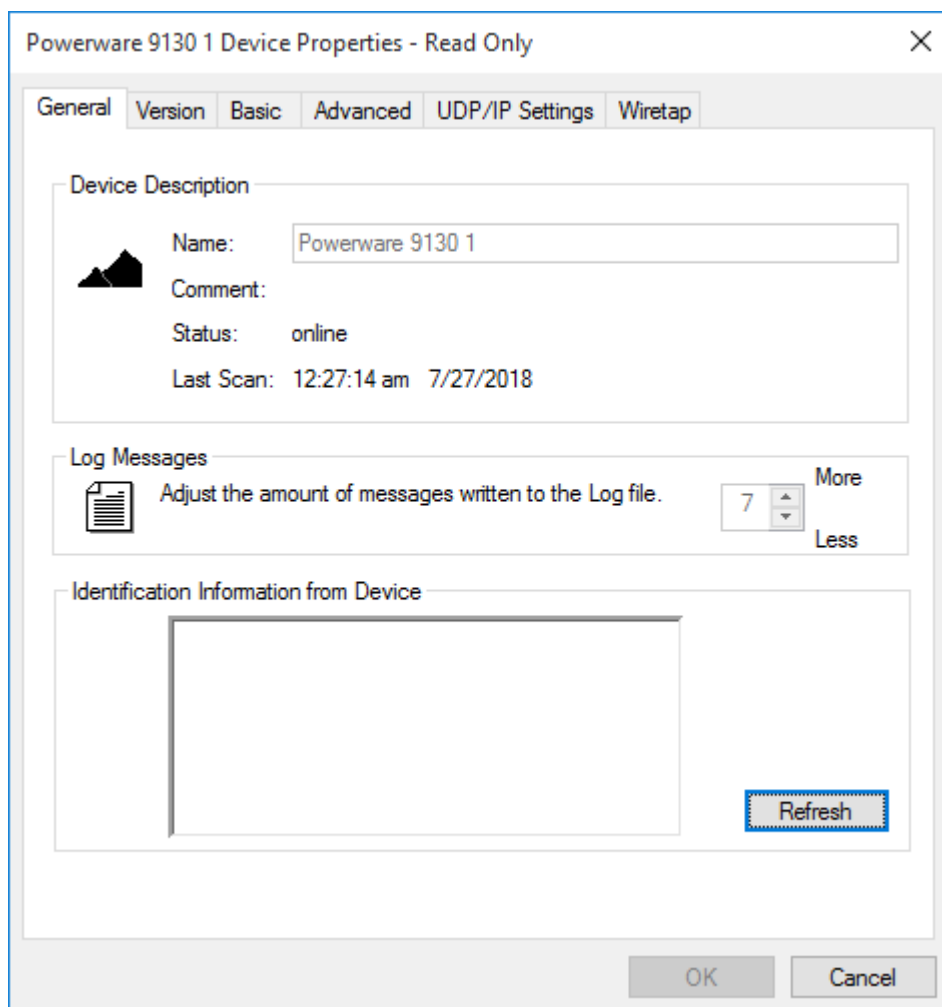 Powerware 9130 1 Device Properties - Read Only
General Version Basic Advanced UDP/IP Settings Wiretap
Device Description
Name: Powerware 9130 1
Comment:
Status: online
Last Scan: 12:27:14 am 7/27/2018
Log Messages
Adjust the amount of messages written to the Log file.
7
More
Less
Identification Information from Device
Refresh
OK Cancel